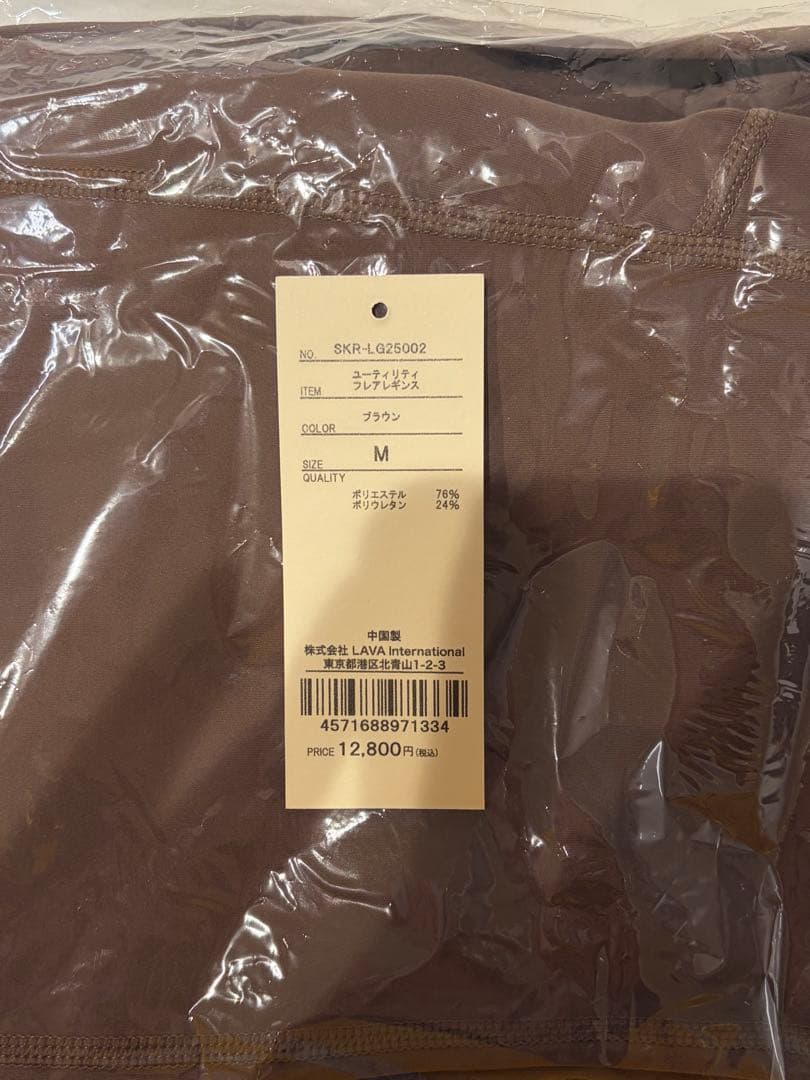 NO. SKR-LG25002
ユーティリティ
ITEM フレアレギンス
COLOR ブラウン
SIZE M
QUALITY
ポリエステル 76%
ポリウレタン 24%
中国製
株式会社 LAVA International
東京都港区北青山1-2-3
4571688971334
PRICE 12,800円(税込)